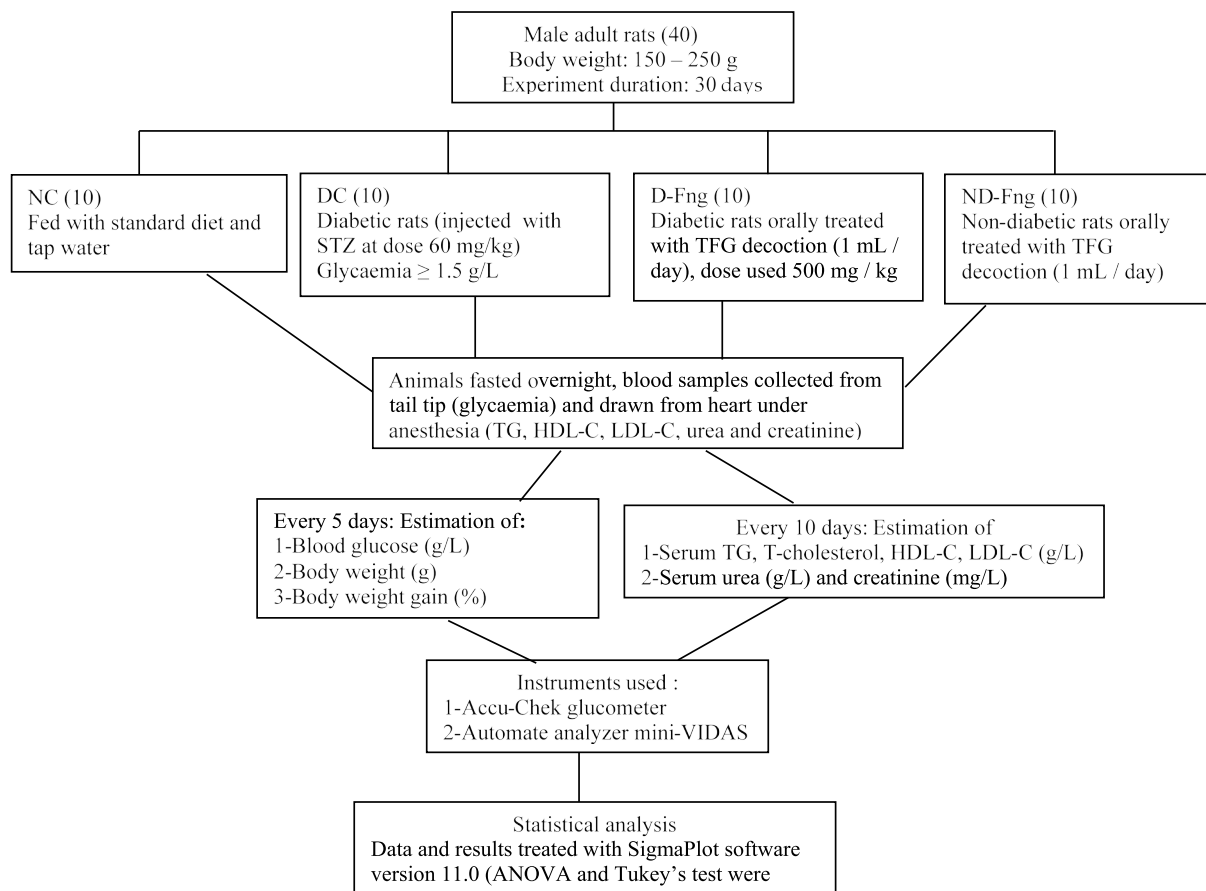 Male adult rats (40)
Body weight: 150 – 250 g
Experiment duration: 30 days
NC (10)
Fed with standard diet and
tap water
DC (10)
Diabetic rats (injected with
STZ at dose 60 mg/kg)
Glycaemia ≥ 1.5 g/L
D-Fng (10)
Diabetic rats orally treated
with TFG decoction (1 mL /
day), dose used 500 mg / kg
ND-Fng (10)
Non-diabetic rats orally
treated with TFG
decoction (1 mL / day)
Animals fasted overnight, blood samples collected from
tail tip (glycaemia) and drawn from heart under
anesthesia (TG, HDL-C, LDL-C, urea and creatinine)
Every 5 days: Estimation of:
1-Blood glucose (g/L)
2-Body weight (g)
3-Body weight gain (%)
Every 10 days: Estimation of
1-Serum TG, T-cholesterol, HDL-C, LDL-C (g/L)
2-Serum urea (g/L) and creatinine (mg/L)
Instruments used :
1-Accu-Chek glucometer
2-Automate analyzer mini-VIDAS
Statistical analysis
Data and results treated with SigmaPlot software
version 11.0 (ANOVA and Tukey's test were